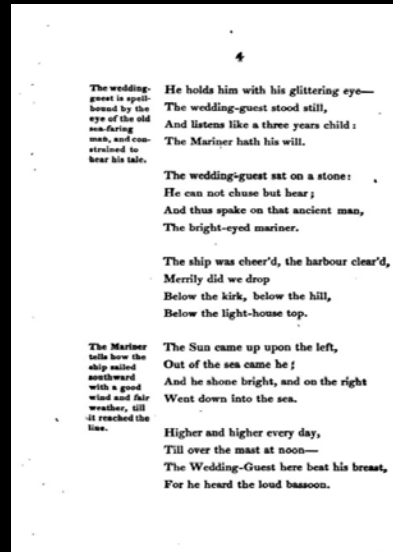 4
The wedding-
guest is spell-
bound by the
eye of the old
sea-faring
man, and con-
strained to
hear his tale.
He holds him with his glittering eye—
The wedding-guest stood still,
And listens like a three years child:
The Mariner hath his will.
The wedding-guest sat on a stone:
He can not chuse but hear;
And thus spake on that ancient man,
The bright-eyed mariner.
The ship was cheer'd, the harbour clear'd,
Merrily did we drop
Below the kirk, below the hill,
Below the light-house top.
The Mariner
tells how the
ship sailed
southward
with a good
wind and fair
weather, till
it reached the
line.
The Sun came up upon the left,
Out of the sea came he;
And he shone bright, and on the right
Went down into the sea.
Higher and higher every day,
Till over the mast at noon—
The Wedding-Guest here beat his breast,
For he heard the loud bassoon.